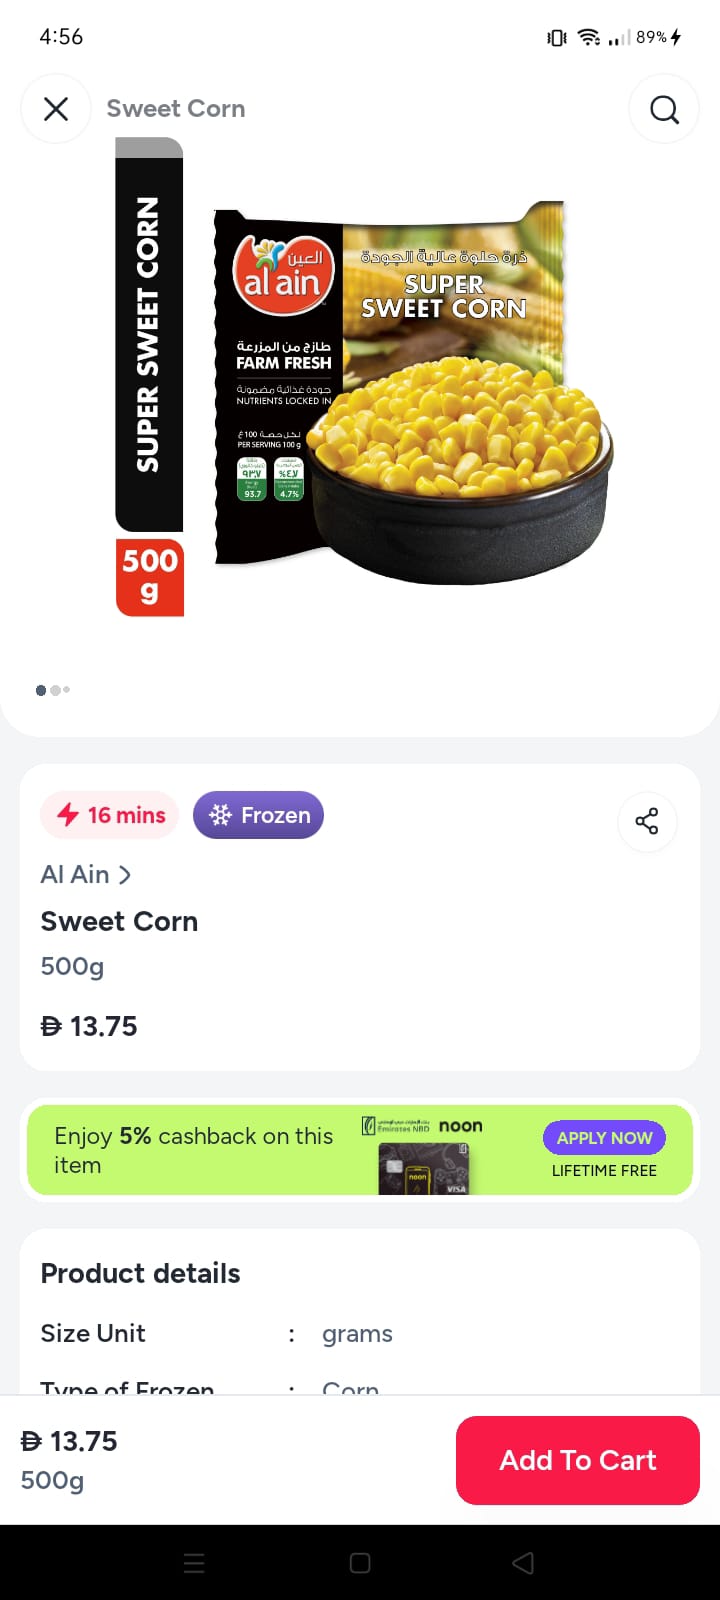 4:56
89%
Sweet Corn
SUPER SWEET CORN
500
g
العين
al ain
ذرة حلوة عالية الجودة
SUPER
SWEET CORN
طازج من المزرعة
FARM FRESH
جودة غذائية مضمونة
NUTRIENTS LOCKED IN
لكل حصة 100 غ
PER SERVING 100 g
٩٣٫٧
٪٤٫٧
93.7
4.7%
16 mins
Frozen
Al Ain
Sweet Corn
500g
13.75
Enjoy 5% cashback on this
item
Emirates NBD
noon
noon
VISA
APPLY NOW
LIFETIME FREE
Product details
Size Unit : grams
Type of Frozen : Corn
13.75
500g
Add To Cart